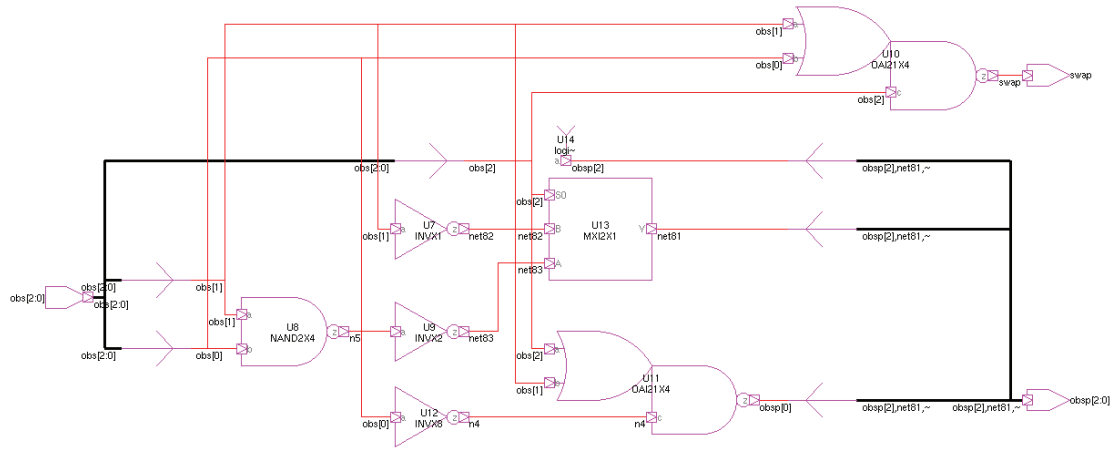 a
obs[1]
b
obs[0]
U10
OAI21X4
c
obs[2]
z
swap
swap
U14
logi~
a
obsp[2]
obs[2:0]
obs[2]
obsp[2],net81,~
obs[2]
S0
U7
INVX1
a
obs[1]
z
net82
net82
B
U13
MXI2X1
Y
net81
obsp[2],net81,~
net83
A
obs[2:0]
obs[2:0]
obs[2:0]
obs[1]
obs[1]
a
U8
NAND2X4
z
n5
a
U9
INVX2
z
net83
obs[2:0]
obs[0]
b
obs[2]
a
obs[1]
b
U11
OAI21X4
c
n4
z
obsp[0]
obs[0]
a
U12
INVX8
z
n4
obsp[2],net81,~
obsp[2],net81,~
obsp[2:0]